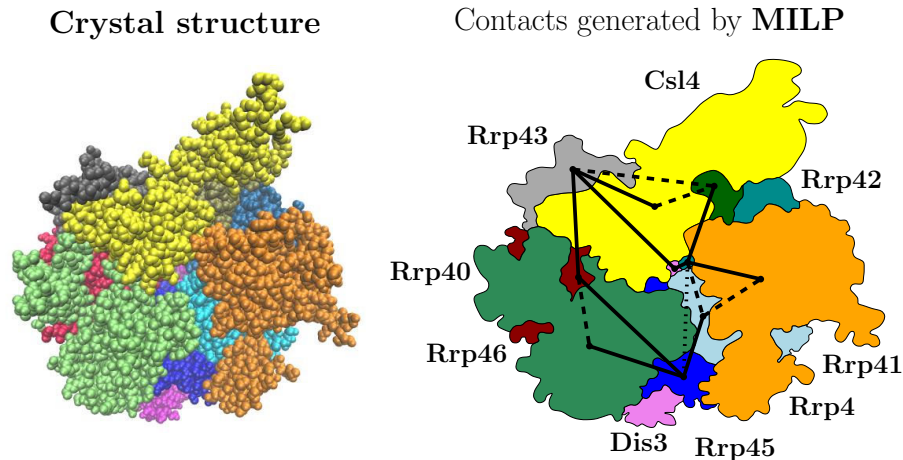 Crystal structure
Contacts generated by MILP
Csl4
Rrp43
Rrp42
Rrp40
Rrp46
Rrp41
Rrp4
Dis3
Rrp45